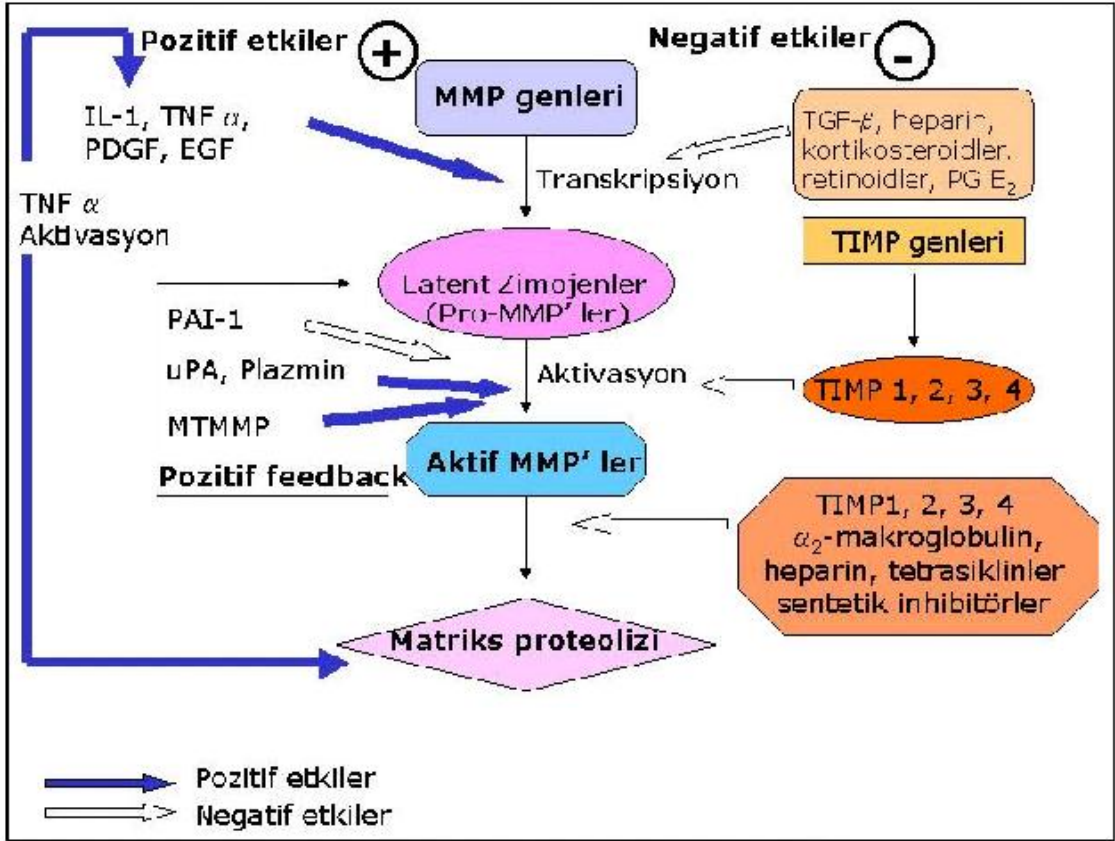 Pozitif etkiler
+
Negatif etkiler
-
MMP genleri
IL-1, TNF α,
PDGF, EGF
TGF-β, heparin,
kortikosteroidler,
retinoidler, PG E₂
Transkripsiyon
TNF α
Aktivasyon
TIMP genleri
Latent Zimojenler
(Pro-MMP' ler)
PAI-1
uPA, Plazmin
MTMMP
Aktivasyon
TIMP 1, 2, 3, 4
Pozitif feedback
Aktif MMP' ler
TIMP1, 2, 3, 4
α₂-makroglobulin,
heparin, tetrasiklinler
sentetik inhibitörler
Matriks proteolizi
Pozitif etkiler
Negatif etkiler